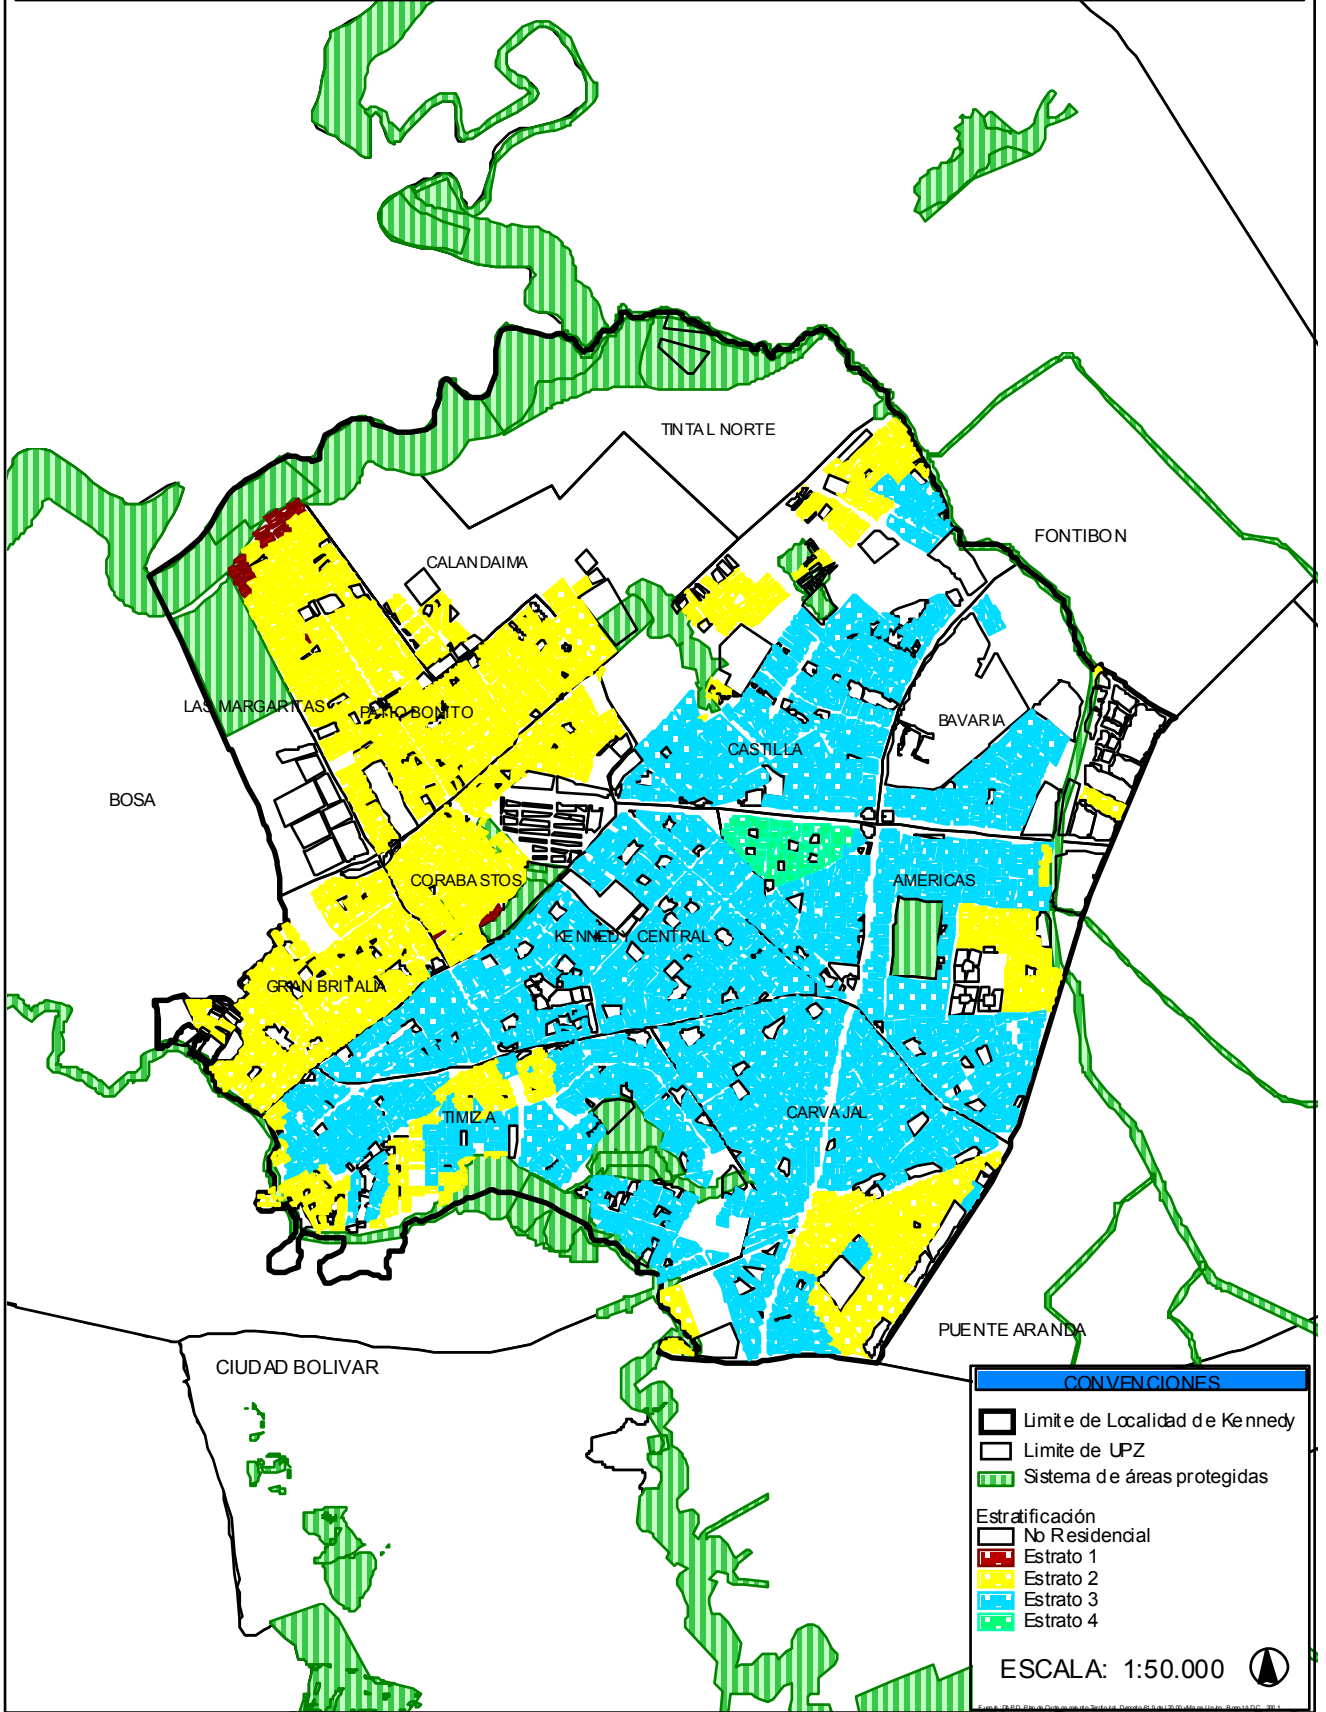 TINTAL NORTE
FONTIBON
CALANDAIMA
LAS MARGARITAS
PATIO BONITO
BAVARIA
CASTILLA
BOSA
CORABASTOS
AMERICAS
KENNEDY CENTRAL
GRAN BRITALIA
TIMIZA
CARVAJAL
PUENTE ARANDA
CIUDAD BOLIVAR
CONVENCIONES
Limite de Localidad de Kennedy
Limite de UPZ
Sistema de áreas protegidas
Estratificación
No Residencial
Estrato 1
Estrato 2
Estrato 3
Estrato 4
ESCALA: 1:50.000